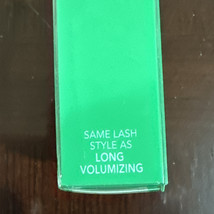 SAME LASH
STYLE AS
LONG
VOLUMIZING